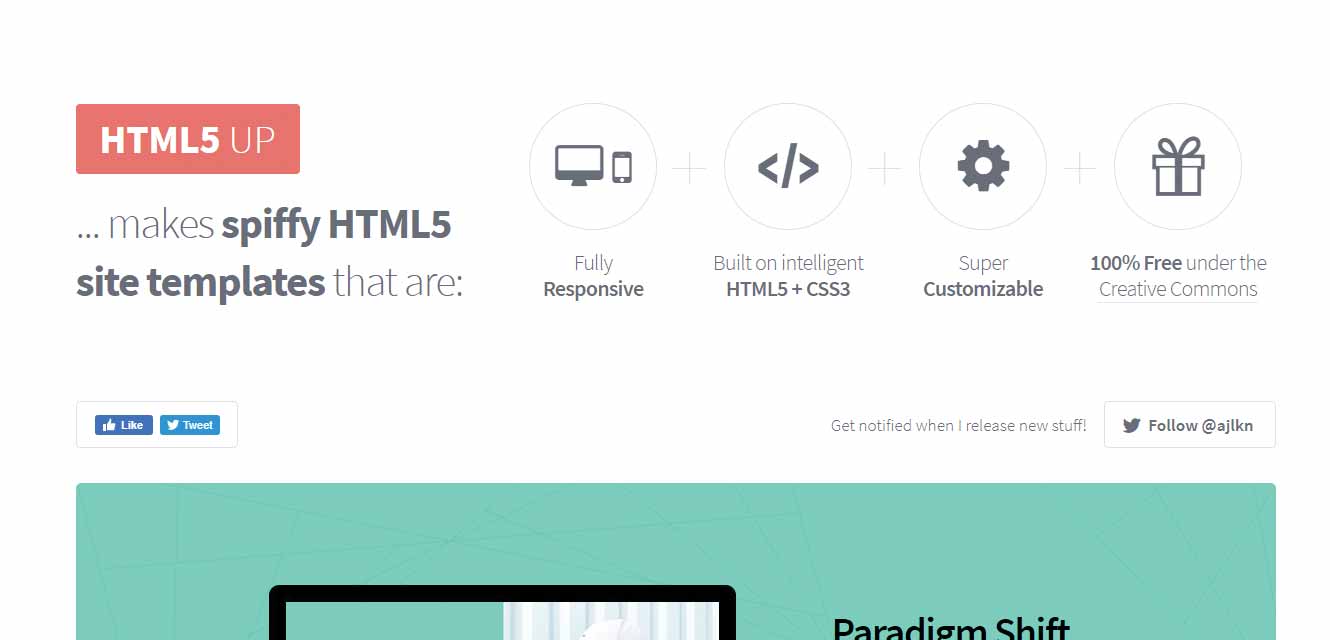 HTML5 UP
... makes spiffy HTML5
site templates that are:
Fully
Responsive
Built on intelligent
HTML5 + CSS3
Super
Customizable
100% Free under the
Creative Commons
Like
Tweet
Get notified when I release new stuff!
Follow @ajlkn
Paradigm Shift